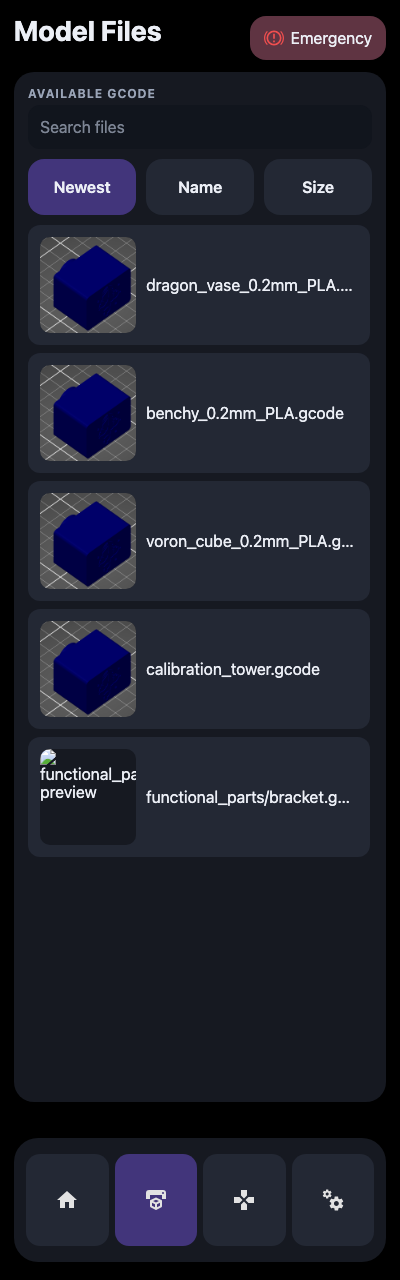 Model Files
Emergency
AVAILABLE GCODE
Search files
Newest
Name
Size
dragon_vase_0.2mm_PLA....
benchy_0.2mm_PLA.gcode
voron_cube_0.2mm_PLA.g...
calibration_tower.gcode
functional_pa
preview
functional_parts/bracket.g...